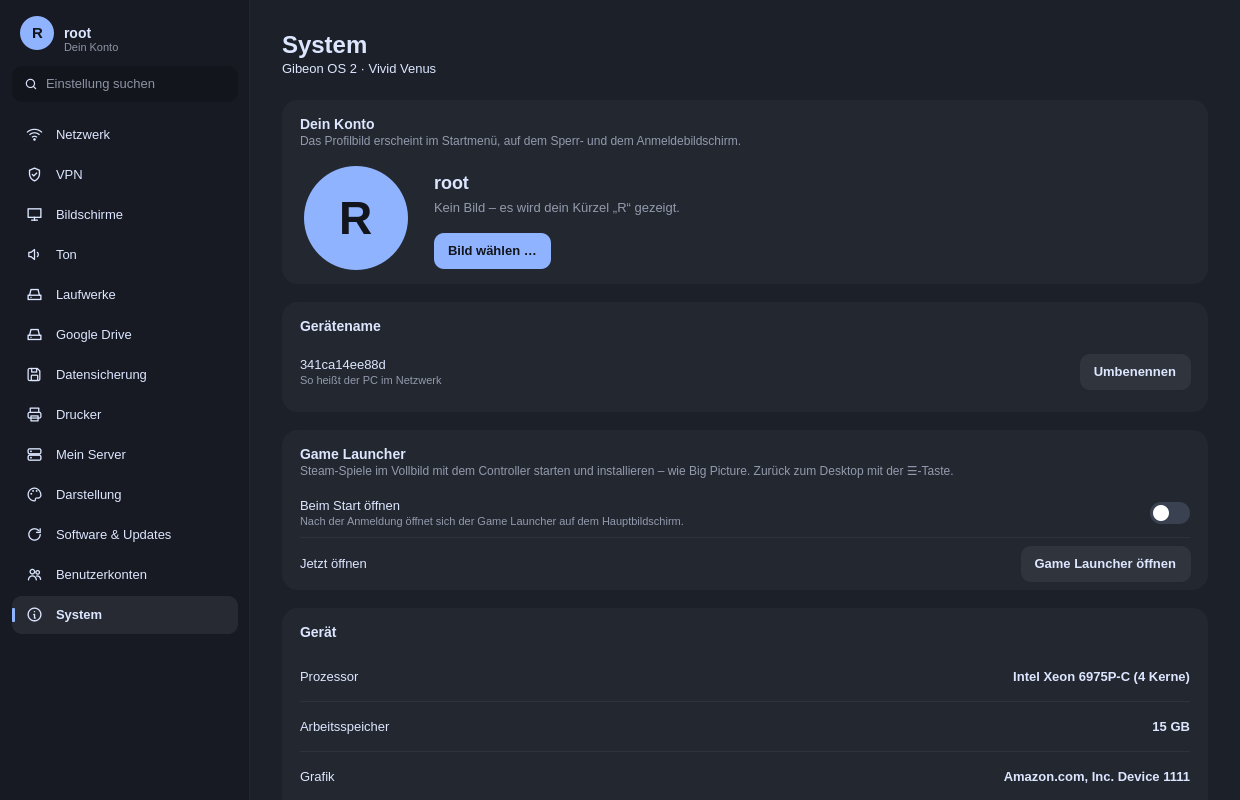 R
root
Dein Konto
Einstellung suchen
Netzwerk
VPN
Bildschirme
Ton
Laufwerke
Google Drive
Datensicherung
Drucker
Mein Server
Darstellung
Software & Updates
Benutzerkonten
System
System
Gibeon OS 2 · Vivid Venus
Dein Konto
Das Profilbild erscheint im Startmenü, auf dem Sperr- und dem Anmeldebildschirm.
R
root
Kein Bild – es wird dein Kürzel „R“ gezeigt.
Bild wählen …
Gerätename
341ca14ee88d
So heißt der PC im Netzwerk
Umbenennen
Game Launcher
Steam-Spiele im Vollbild mit dem Controller starten und installieren – wie Big Picture. Zurück zum Desktop mit der ☰-Taste.
Beim Start öffnen
Nach der Anmeldung öffnet sich der Game Launcher auf dem Hauptbildschirm.
Jetzt öffnen
Game Launcher öffnen
Gerät
Prozessor
Intel Xeon 6975P-C (4 Kerne)
Arbeitsspeicher
15 GB
Grafik
Amazon.com, Inc. Device 1111